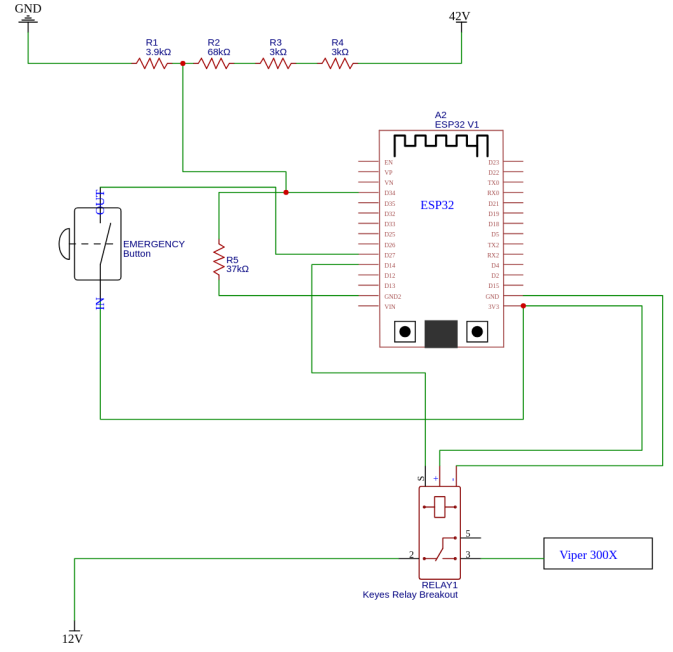 GND
42V
R1
3.9kΩ
R2
68kΩ
R3
3kΩ
R4
3kΩ
A2
ESP32 V1
EN
VP
VN
D34
D35
D32
D33
D25
D26
D27
D14
D12
D13
GND2
VIN
ESP32
D23
D22
TX0
RX0
D21
D19
D18
D5
TX2
RX2
D4
D2
D15
GND
3V3
OUT
EMERGENCY
Button
IN
R5
37kΩ
S
+
-
5
2
3
Viper 300X
RELAY1
Keyes Relay Breakout
12V